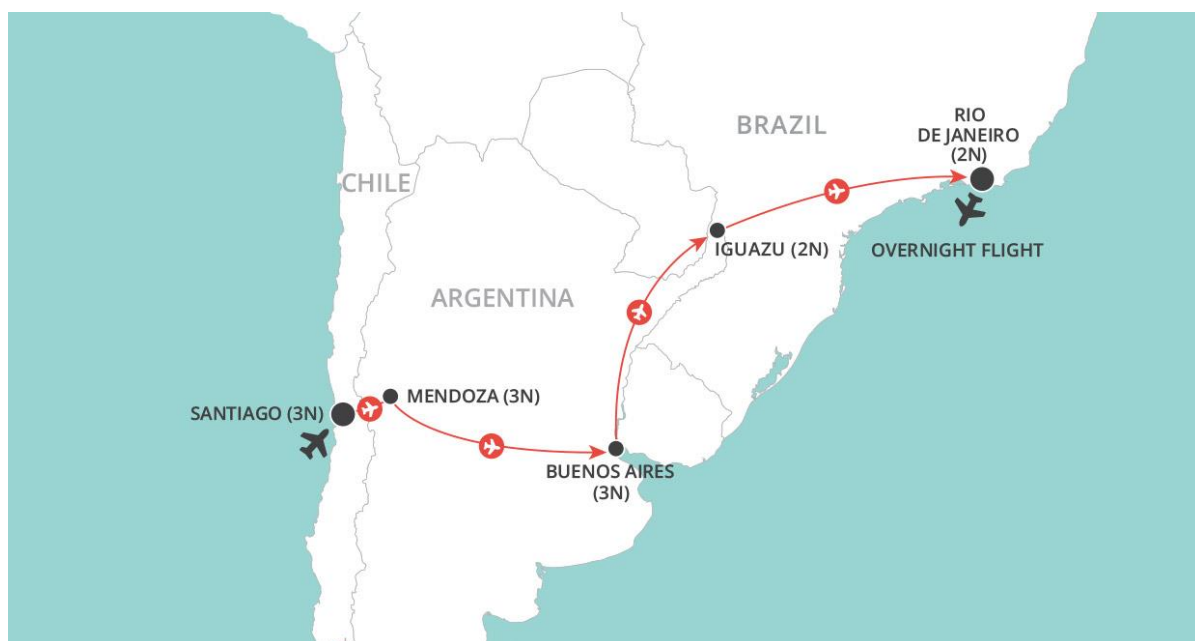 BRAZIL
RIO
DE JANEIRO
(2N)
CHILE
IGUAZU (2N)
OVERNIGHT FLIGHT
ARGENTINA
MENDOZA (3N)
SANTIAGO (3N)
BUENOS AIRES
(3N)